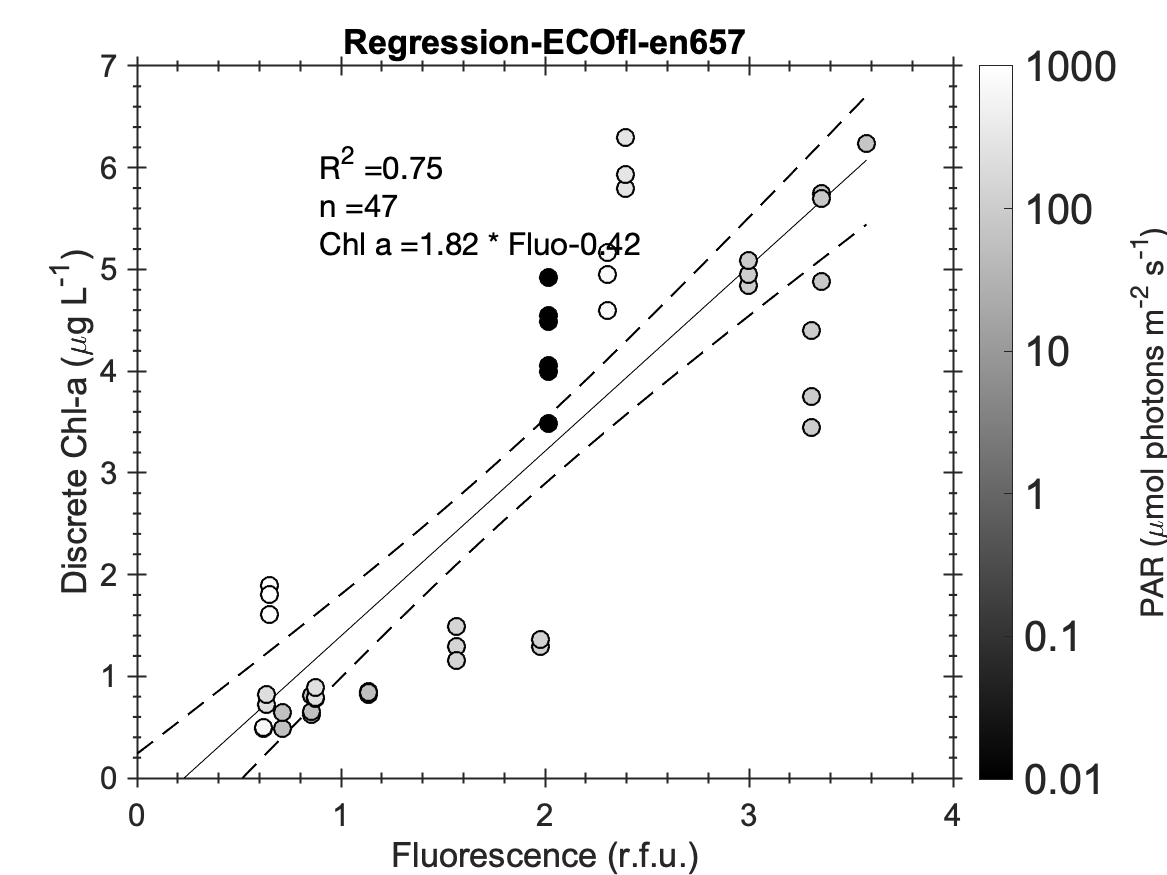 Regression-ECOfl-en657
R2 =0.75
n =47
Chl a =1.82 * Fluo-0.42
7
6
5
4
3
2
1
0
Discrete Chl-a (μg L-1)
0 1 2 3 4
Fluorescence (r.f.u.)
1000
100
10
1
0.1
0.01
PAR (μmol photons m-2 s-1)